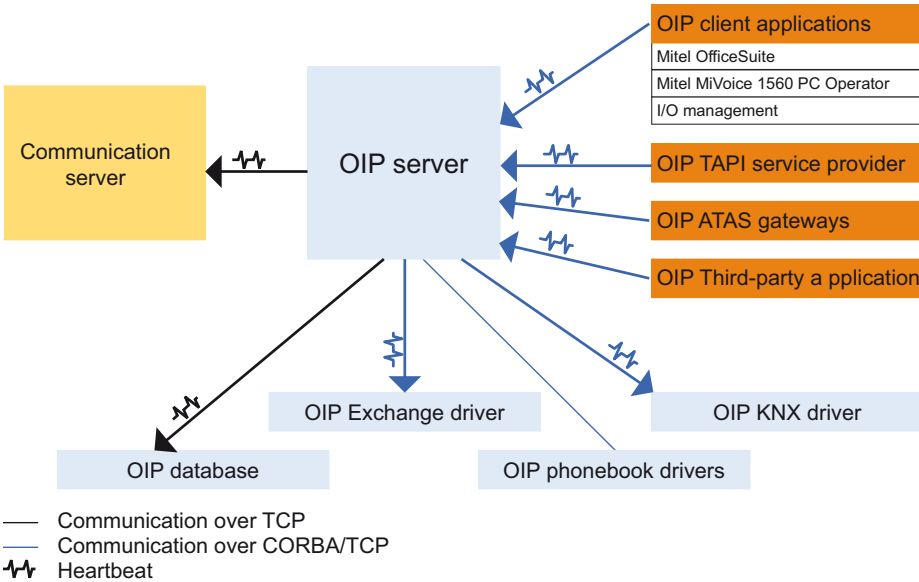 OIP client applications
Mitel OfficeSuite
Mitel MiVoice 1560 PC Operator
I/O management
Communication
server
OIP server
OIP TAPI service provider
OIP ATAS gateways
OIP Third-party a pplication
OIP Exchange driver
OIP KNX driver
OIP database
OIP phonebook drivers
Communication over TCP
Communication over CORBA/TCP
Heartbeat